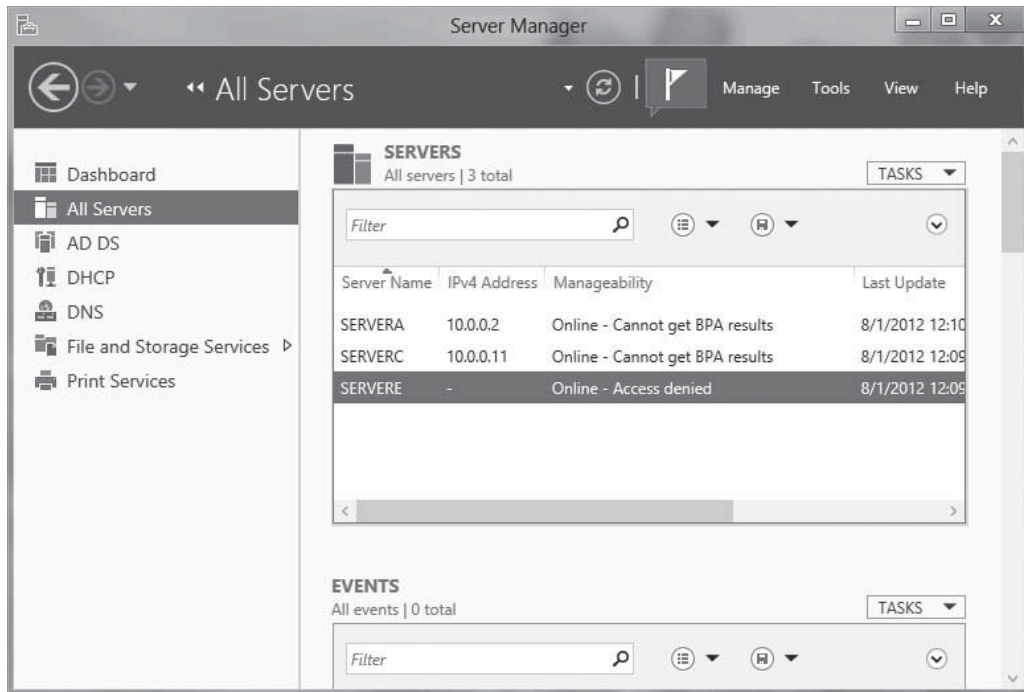 Server Manager
All Servers
Manage Tools View Help
Dashboard
All Servers
AD DS
DHCP
DNS
File and Storage Services
Print Services
SERVERS
All servers | 3 total
TASKS
Filter
Server Name IPv4 Address Manageability Last Update
SERVERA 10.0.0.2 Online - Cannot get BPA results 8/1/2012 12:10
SERVERC 10.0.0.11 Online - Cannot get BPA results 8/1/2012 12:09
SERVERE - Online - Access denied 8/1/2012 12:09
EVENTS
All events | 0 total
TASKS
Filter